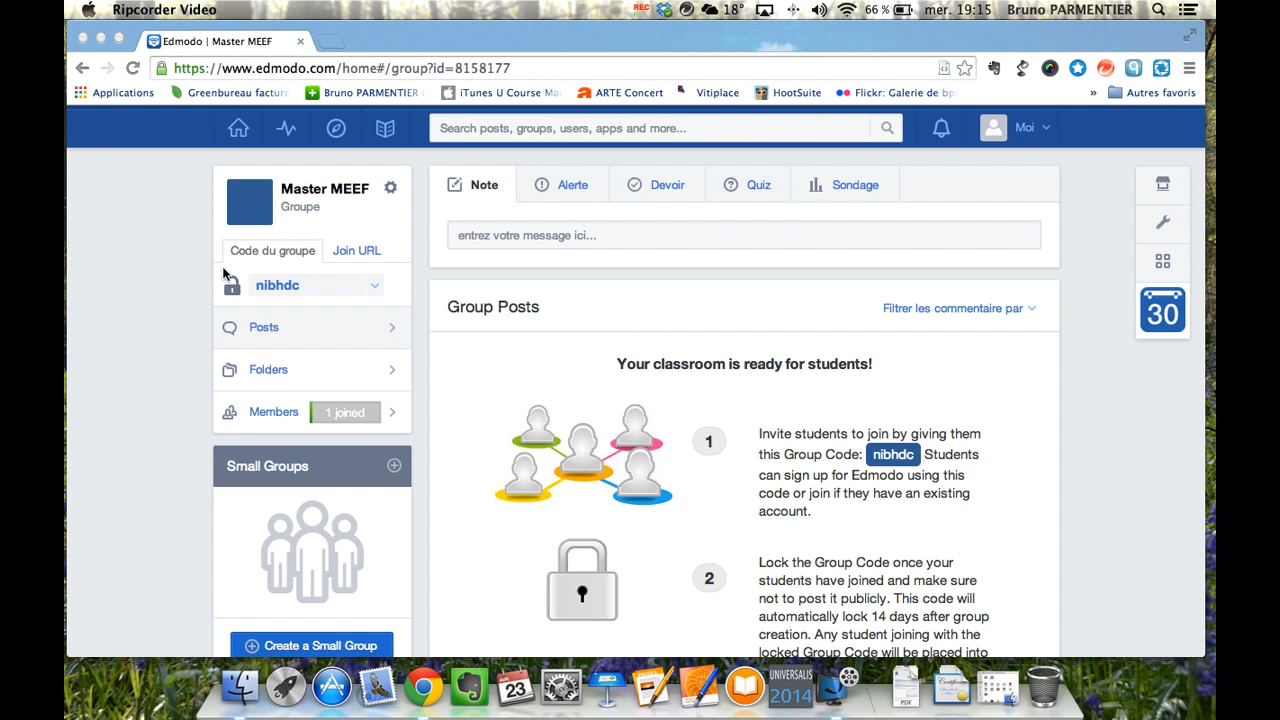 Ripcorder Video
REC
18°
66 %
mer. 19:15
Bruno PARMENTIER
Edmodo | Master MEEF
https://www.edmodo.com/home#/group?id=8158177
Applications
Greenbureau facture
Bruno PARMENTIER
iTunes U Course Ma
ARTE Concert
Vitiplace
HootSuite
Flickr: Galerie de bp
»
Autres favoris
Search posts, groups, users, apps and more...
Moi
Master MEEF
Groupe
Code du groupe
Join URL
nibhdc
Posts
Folders
Members
1 joined
Small Groups
Create a Small Group
Note
Alerte
Devoir
Quiz
Sondage
entrez votre message ici...
Group Posts
Filtrer les commentaire par
Your classroom is ready for students!
1
Invite students to join by giving them
this Group Code: nibhdc Students
can sign up for Edmodo using this
code or join if they have an existing
account.
2
Lock the Group Code once your
students have joined and make sure
not to post it publicly. This code will
automatically lock 14 days after group
creation. Any student joining with the
locked Group Code will be placed into
30
23
UNIVERSALIS
2014
PDF